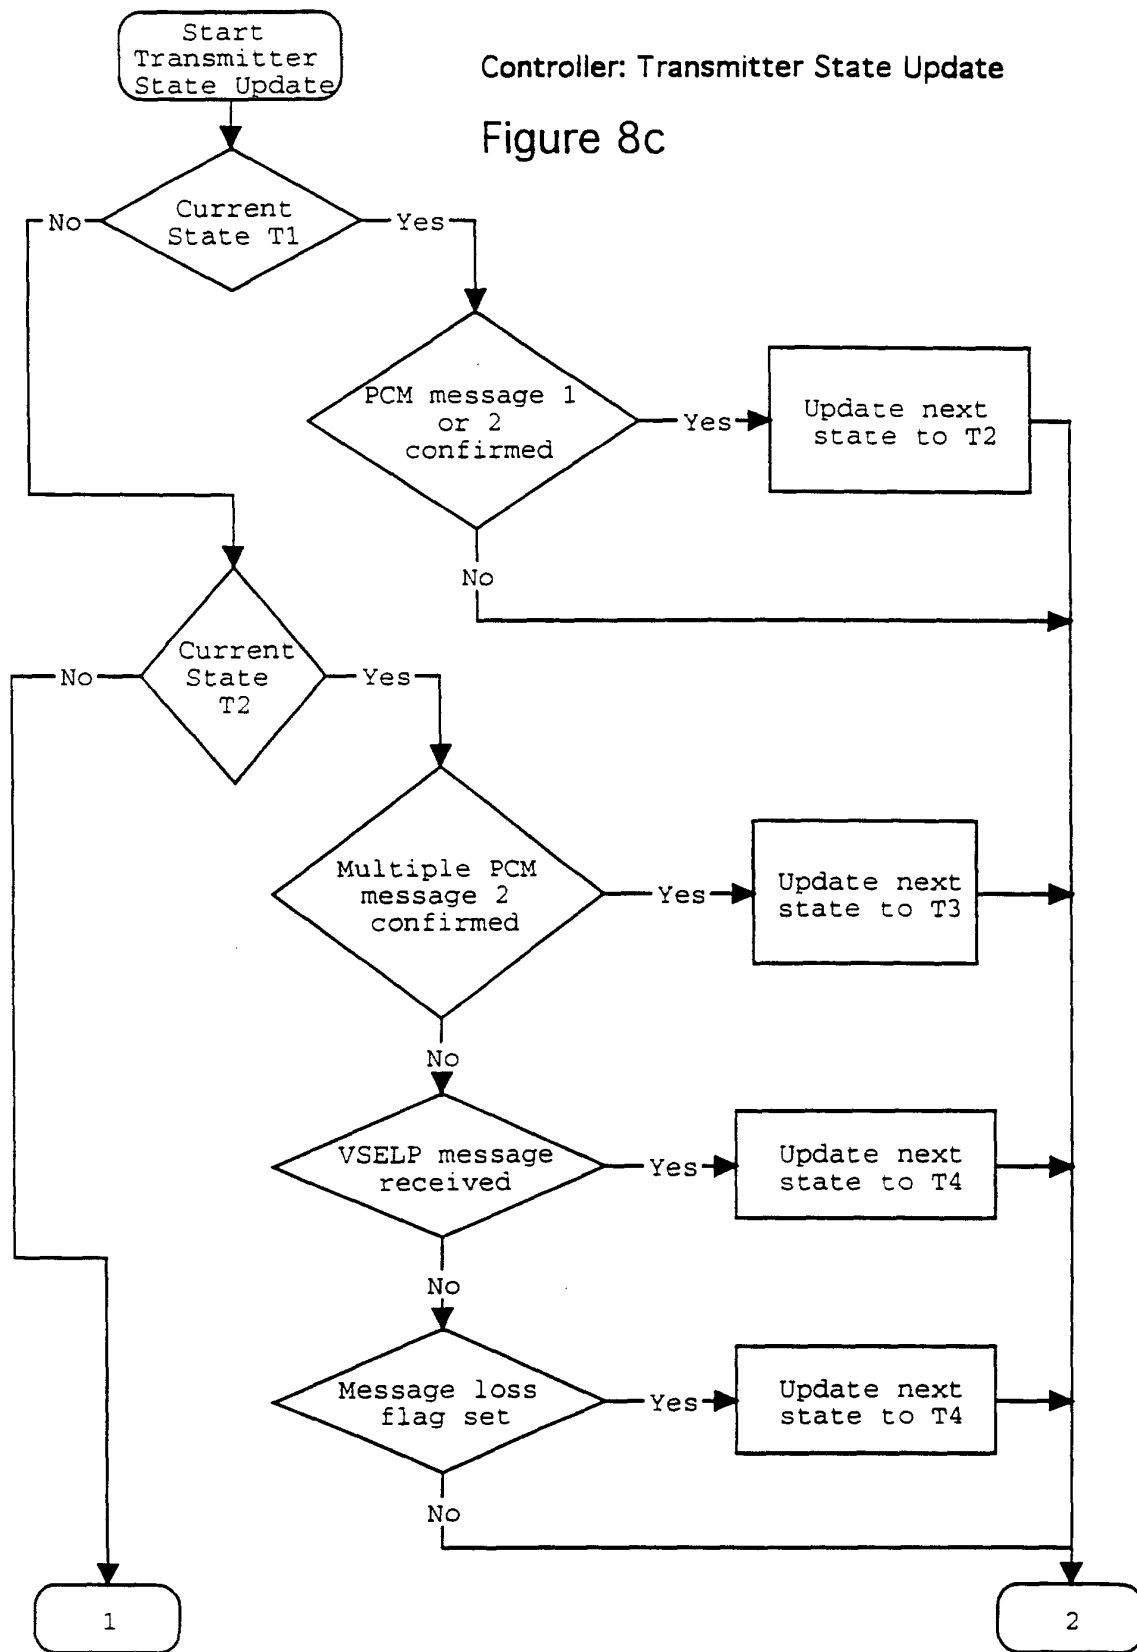 Start
Transmitter
State Update
Controller: Transmitter State Update
Figure 8c
Current
State T1
No
Yes
PCM message 1
or 2
confirmed
Yes
Update next
state to T2
No
Current
State
T2
No
Yes
Multiple PCM
message 2
confirmed
Yes
Update next
state to T3
No
VSELP message
received
Yes
Update next
state to T4
No
Message loss
flag set
Yes
Update next
state to T4
No
1
2